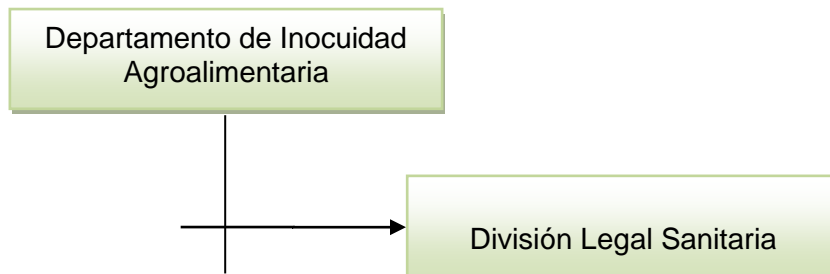 Departamento de Inocuidad
Agroalimentaria
División Legal Sanitaria